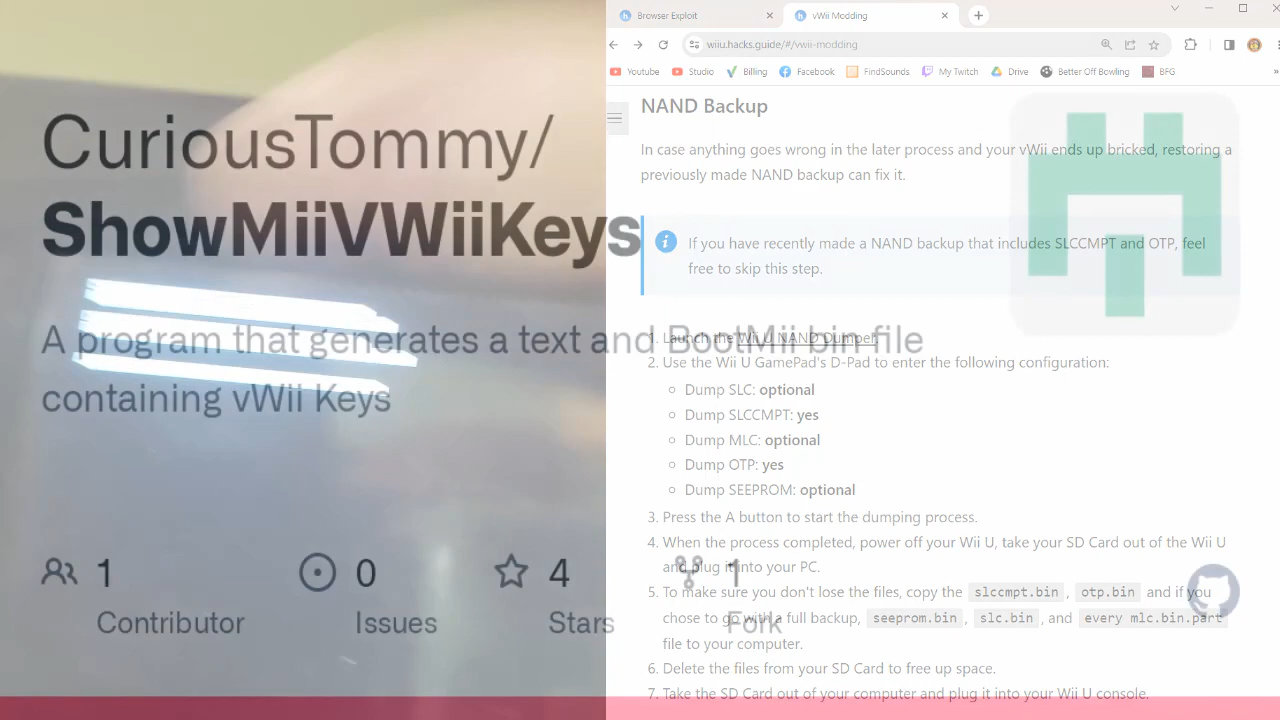 Browser Exploit
vWii Modding
wiiu.hacks.guide/#/vwii-modding
Youtube
Studio
Billing
Facebook
FindSounds
My Twitch
Drive
Better Off Bowling
BFG
»
CuriousTommy/
ShowMiiVWiiKeys
A program that generates a text and BootMii bin file
containing vWii Keys
1
Contributor
0
Issues
4
Stars
1
Fork
NAND Backup
In case anything goes wrong in the later process and your vWii ends up bricked, restoring a
previously made NAND backup can fix it.
If you have recently made a NAND backup that includes SLCCMPT and OTP, feel
free to skip this step.
1. Launch the Wii U NAND Dumper.
2. Use the Wii U GamePad's D-Pad to enter the following configuration:
Dump SLC: optional
Dump SLCCMPT: yes
Dump MLC: optional
Dump OTP: yes
Dump SEEPROM: optional
3. Press the A button to start the dumping process.
4. When the process completed, power off your Wii U, take your SD Card out of the Wii U
and plug it into your PC.
5. To make sure you don't lose the files, copy the slccmpt.bin, otp.bin and if you
chose to go with a full backup, seeprom.bin, slc.bin, and every mlc.bin.part
file to your computer.
6. Delete the files from your SD Card to free up space.
7. Take the SD Card out of your computer and plug it into your Wii U console.